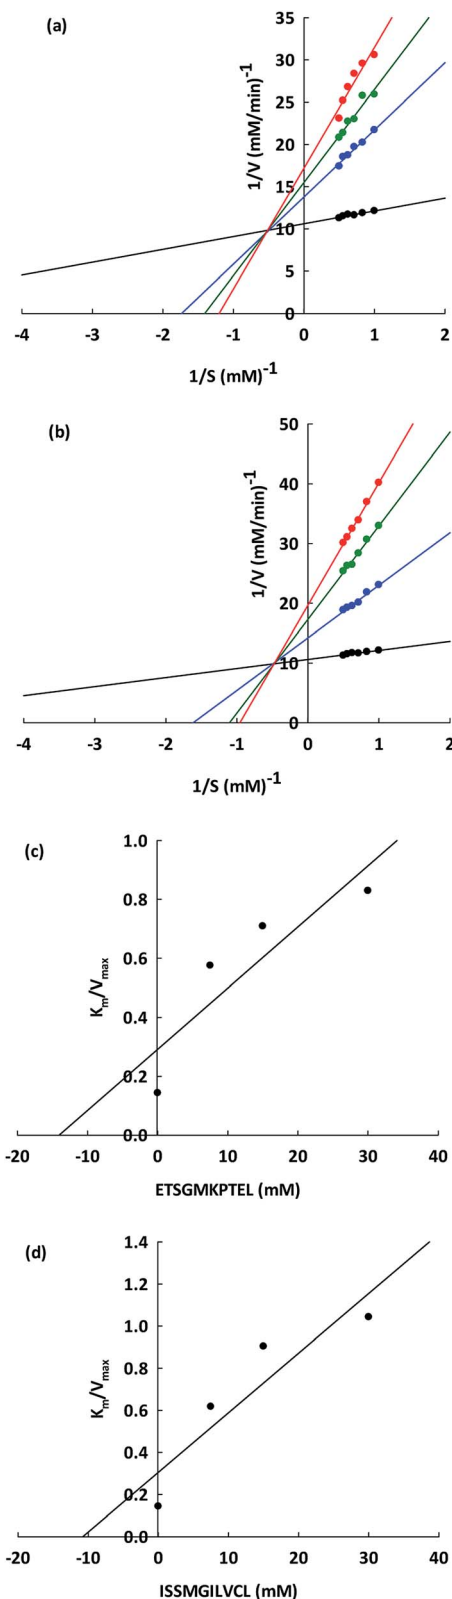 (a)
35
30
25
20
15
10
5
0
1/V (mM/min)-1
-4 -3 -2 -1 0 1 2
1/S (mM)-1
(b)
50
40
30
20
10
0
1/V (mM/min)-1
-4 -3 -2 -1 0 1 2
1/S (mM)-1
(c)
1.0
0.8
0.6
0.4
0.2
0.0
Km/Vmax
-20 -10 0 10 20 30 40
ETSGMKPTEL (mM)
(d)
1.4
1.2
1.0
0.8
0.6
0.4
0.2
0.0
Km/Vmax
-20 -10 0 10 20 30 40
ISSMGILVCL (mM)